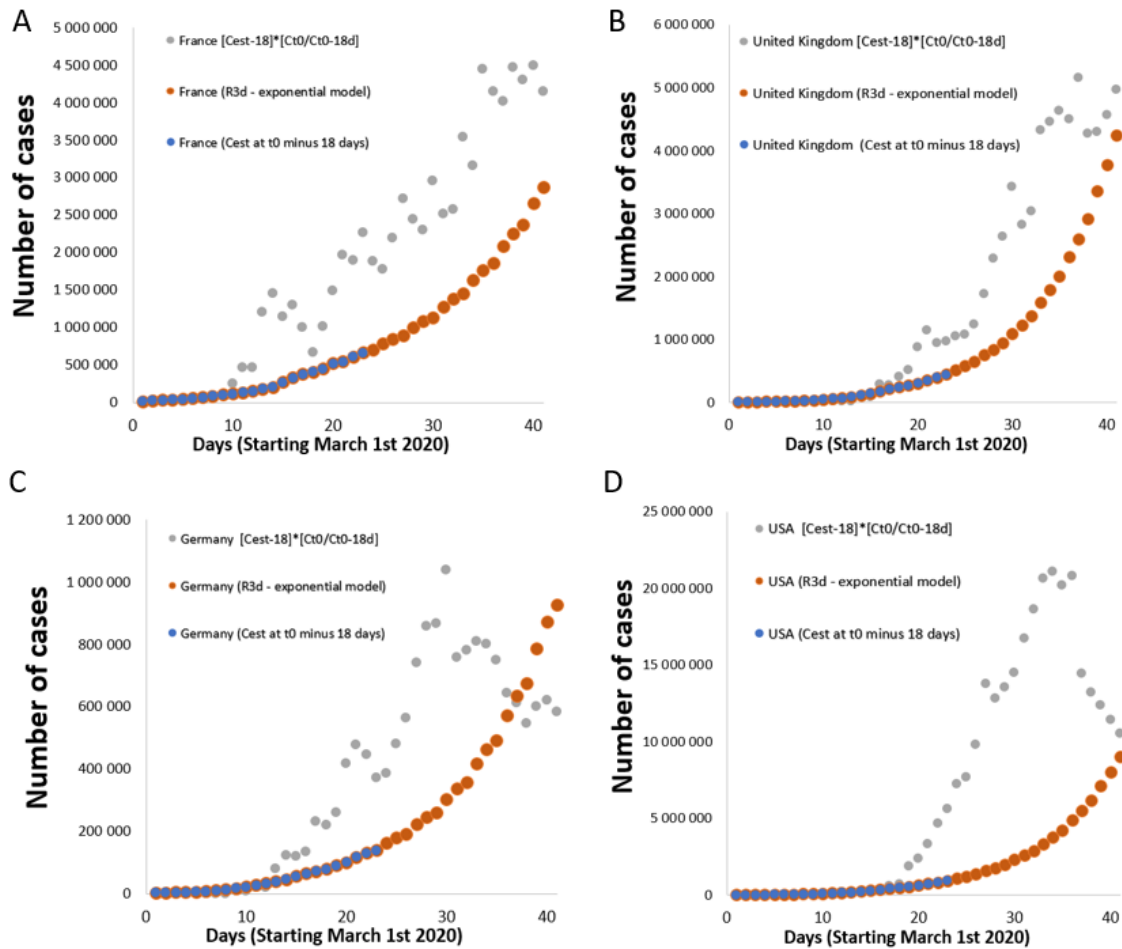 A
Number of cases
5 000 000
4 500 000
4 000 000
3 500 000
3 000 000
2 500 000
2 000 000
1 500 000
1 000 000
500 000
0
France [Cest-18]*[Ct0/Ct0-18d]
France (R3d - exponential model)
France (Cest at t0 minus 18 days)
0 10 20 30 40
Days (Starting March 1st 2020)
B
Number of cases
6 000 000
5 000 000
4 000 000
3 000 000
2 000 000
1 000 000
0
United Kingdom [Cest-18]*[Ct0/Ct0-18d]
United Kingdom (R3d - exponential model)
United Kingdom (Cest at t0 minus 18 days)
0 10 20 30 40
Days (Starting March 1st 2020)
C
Number of cases
1 200 000
1 000 000
800 000
600 000
400 000
200 000
0
Germany [Cest-18]*[Ct0/Ct0-18d]
Germany (R3d - exponential model)
Germany (Cest at t0 minus 18 days)
0 10 20 30 40
Days (Starting March 1st 2020)
D
Number of cases
25 000 000
20 000 000
15 000 000
10 000 000
5 000 000
0
USA [Cest-18]*[Ct0/Ct0-18d]
USA (R3d - exponential model)
USA (Cest at t0 minus 18 days)
0 10 20 30 40
Days (Starting March 1st 2020)